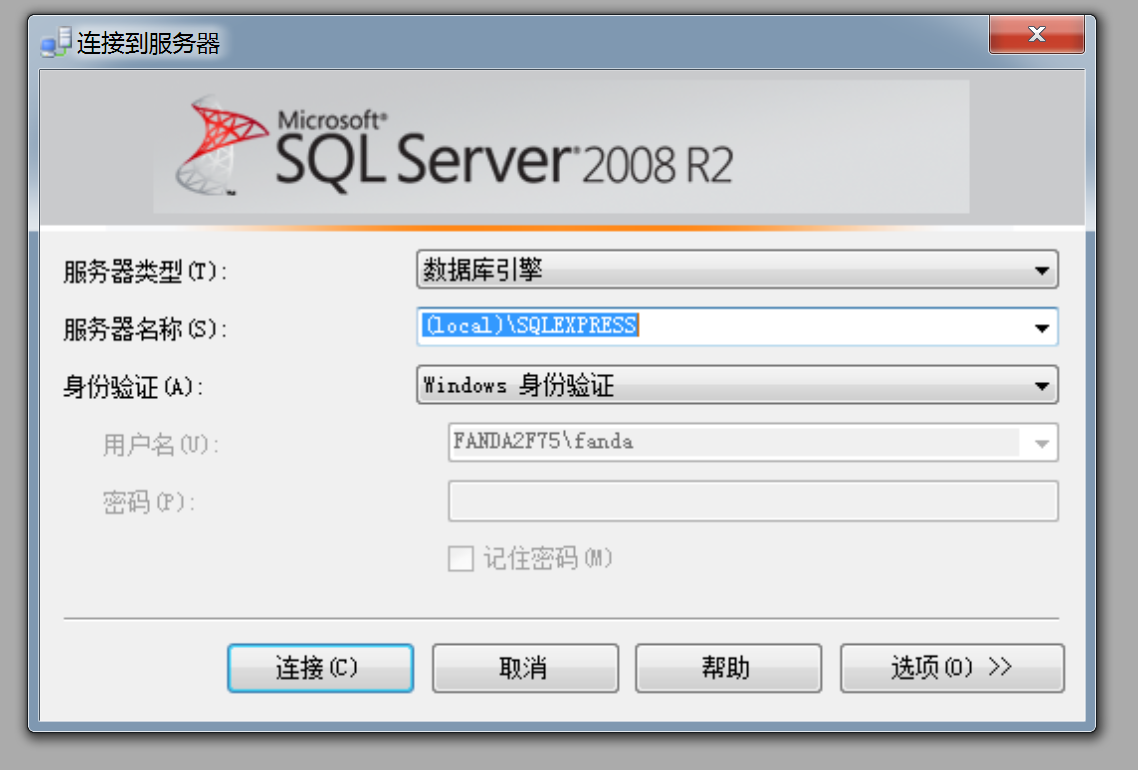 连接到服务器
Microsoft®
SQL Server® 2008 R2
服务器类型(T):
数据库引擎
服务器名称(S):
(local)\SQLEXPRESS
身份验证(A):
Windows 身份验证
用户名(U):
FANDA2F75\fanda
密码(P):
记住密码(M)
连接(C)
取消
帮助
选项(O) >>